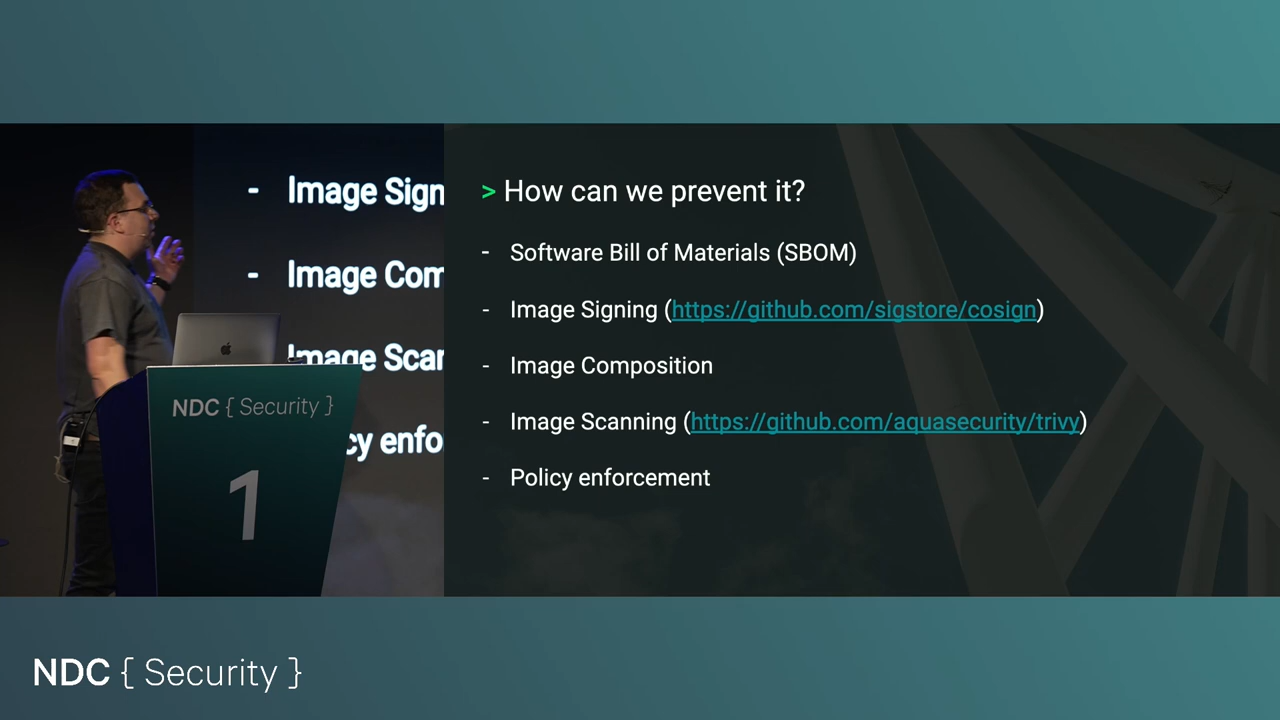 - Image Sign
- Image Com
Image Scar
cy enfo
NDC { Security }
1
> How can we prevent it?
- Software Bill of Materials (SBOM)
- Image Signing (https://github.com/sigstore/cosign)
- Image Composition
- Image Scanning (https://github.com/aquasecurity/trivy)
- Policy enforcement
NDC { Security }